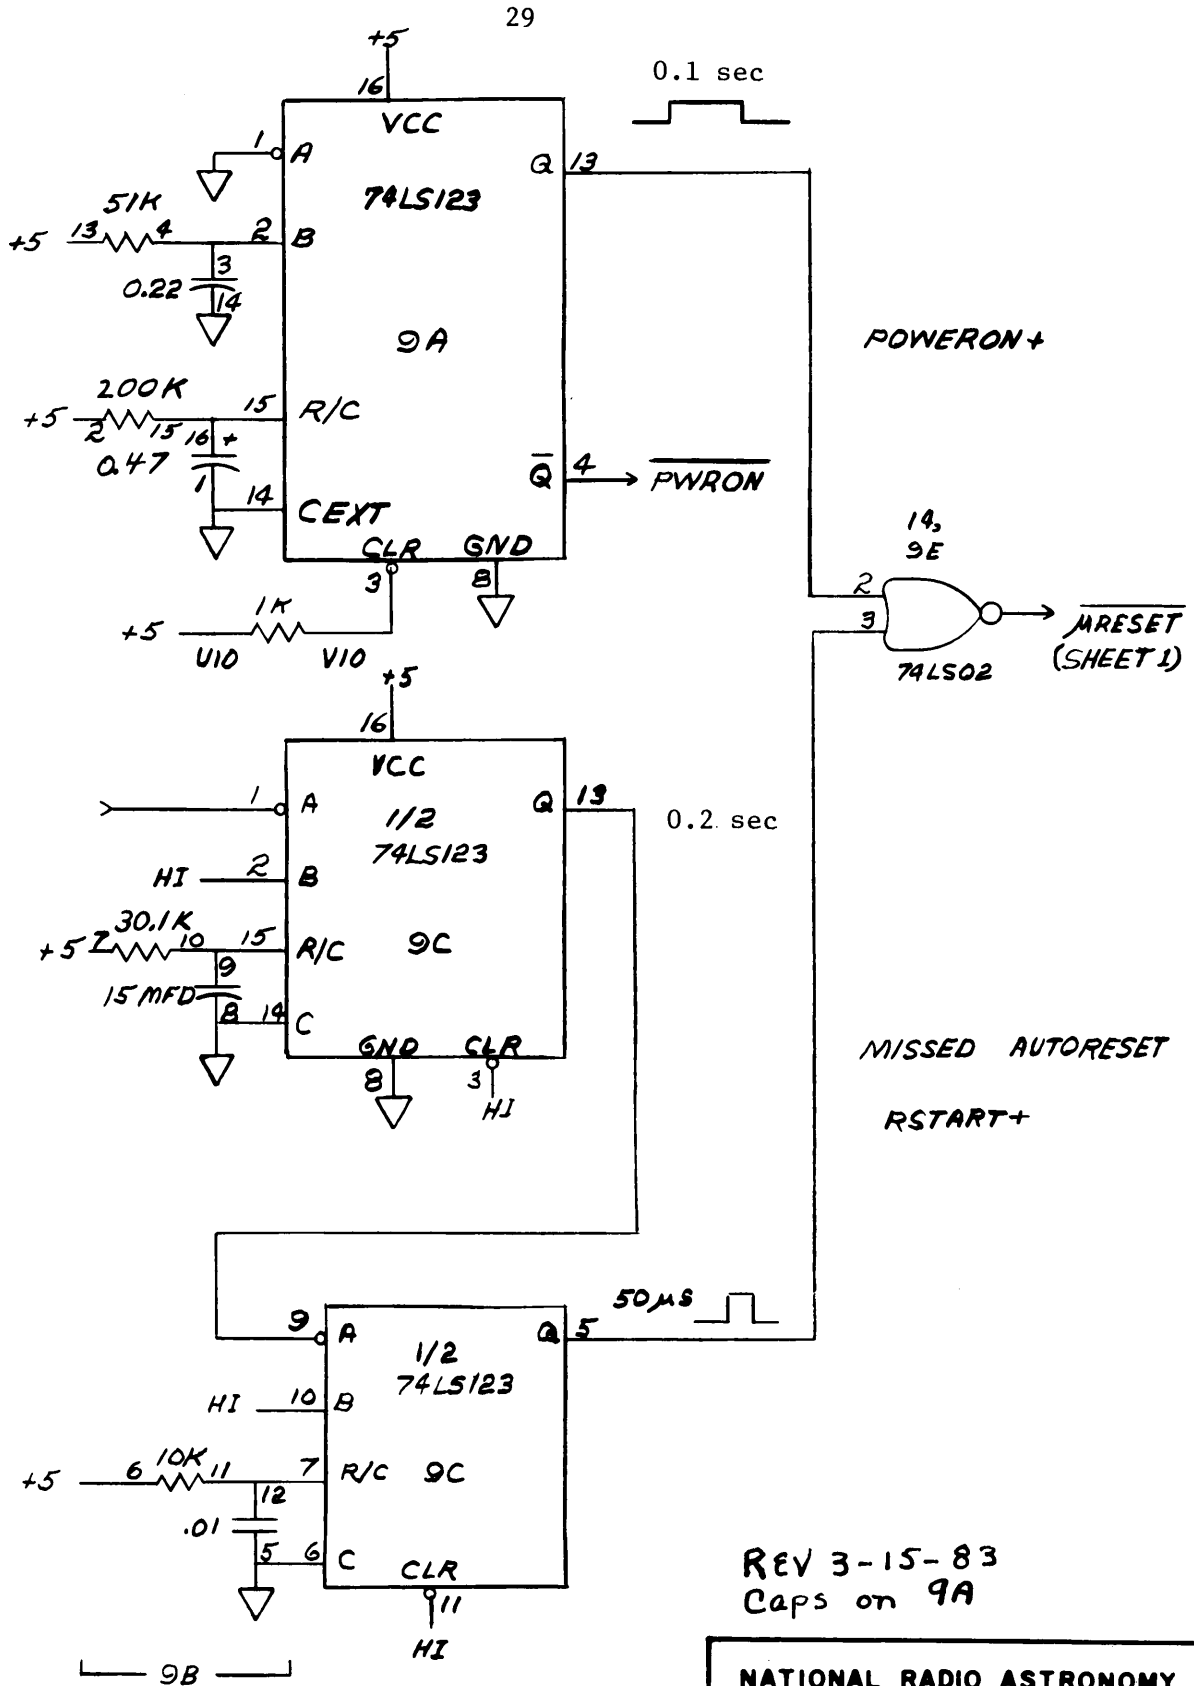 29
+5
16
VCC
0.1 sec
1 A
Q 13
74LS123
51K
+5 13 4 2 B
3
0.22
14
9A
POWERON+
200K
+5 2 15 15 R/C
16 +
0.47
1
Q 4 PWRON
14 CEXT
CLR GND
3 8
14,
9E
1K
+5 U10 V10
2
3
74LS02
μRESET
(SHEET 1)
+5
16
VCC
1 A
Q 13
1/2
74LS123
0.2 sec
HI 2 B
30.1K
+5 7 10 15 R/C
9C
9
15 MFD
8 14 C
GND CLR
8 3
HI
MISSED AUTORESET
RSTART+
50μs
9 A
Q 5
1/2
74LS123
HI 10 B
10K
+5 6 11 7 R/C 9C
12
.01
5 6 C
CLR
11
HI
REV 3-15-83
Caps on 9A
9B
NATIONAL RADIO ASTRONOMY